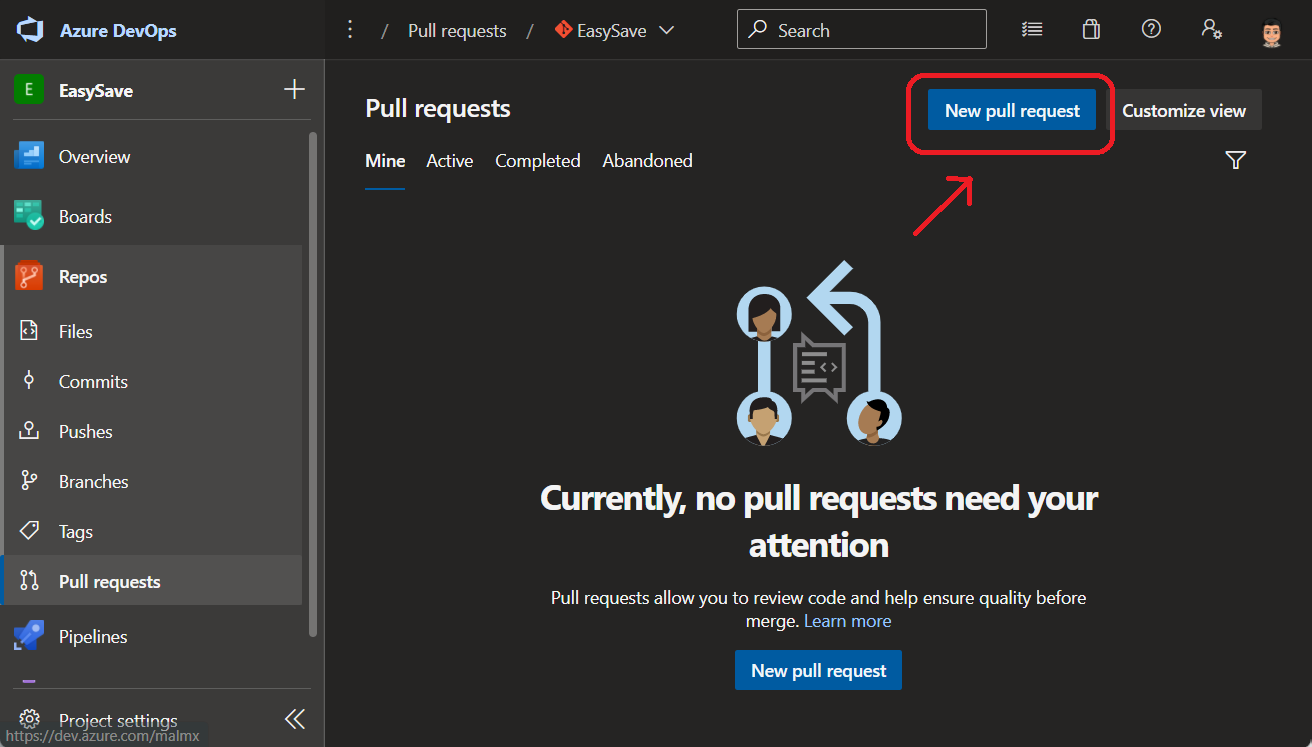 Azure DevOps
/ Pull requests / EasySave
Search
E EasySave
Overview
Boards
Repos
Files
Commits
Pushes
Branches
Tags
Pull requests
Pipelines
Project settings
https://dev.azure.com/malmx
Pull requests
New pull request
Customize view
Mine Active Completed Abandoned
Currently, no pull requests need your
attention
Pull requests allow you to review code and help ensure quality before
merge. Learn more
New pull request